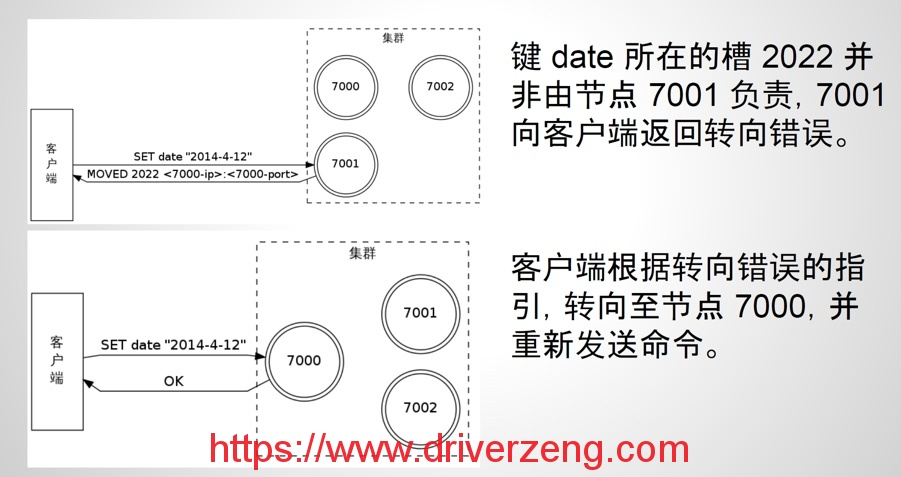 集群
7000
7002
7001
客户端
SET date "2014-4-12"
MOVED 2022 <7000-ip>:<7000-port>
键 date 所在的槽 2022 并
非由节点 7001 负责, 7001
向客户端返回转向错误。
集群
7001
7000
7002
客户端
SET date "2014-4-12"
OK
客户端根据转向错误的指
引, 转向至节点 7000, 并
重新发送命令。
https://www.driverzeng.com